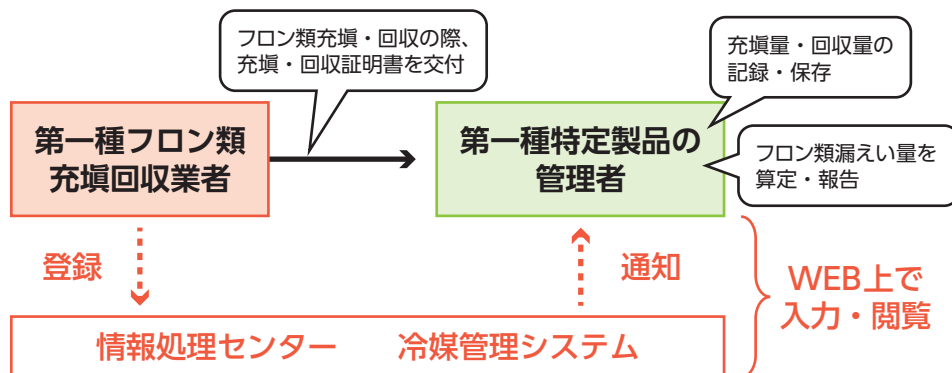 フロン類充塡・回収の際、
充塡・回収証明書を交付
充塡量・回収量の
記録・保存
第一種フロン類
充塡回収業者
第一種特定製品の
管理者
フロン類漏えい量を
算定・報告
登録
通知
WEB上で
入力・閲覧
情報処理センター 冷媒管理システム